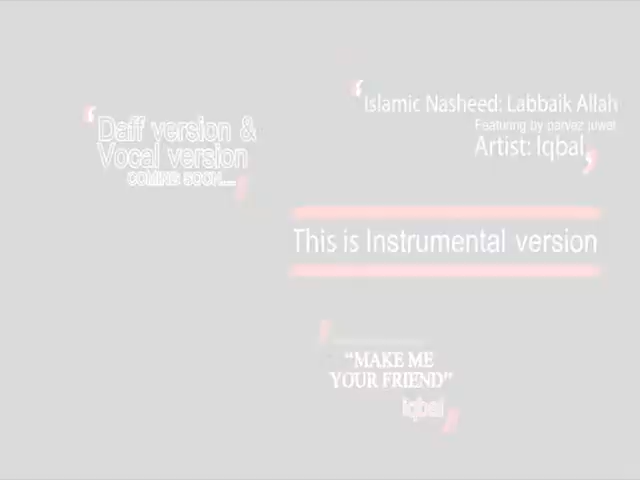 Islamic Nasheed: Labbaik Allah
Featuring by parvez juwel
Artist: Iqbal
Daff version &
Vocal version
COMING SOON....
This is Instrumental version
“MAKE ME
YOUR FRIEND”
Iqbal